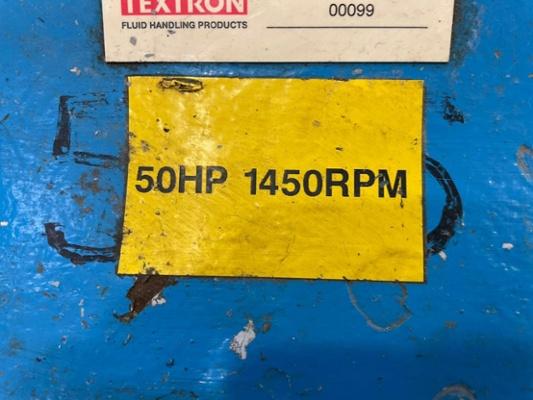 TEXTRON
00099
FLUID HANDLING PRODUCTS
50HP 1450RPM